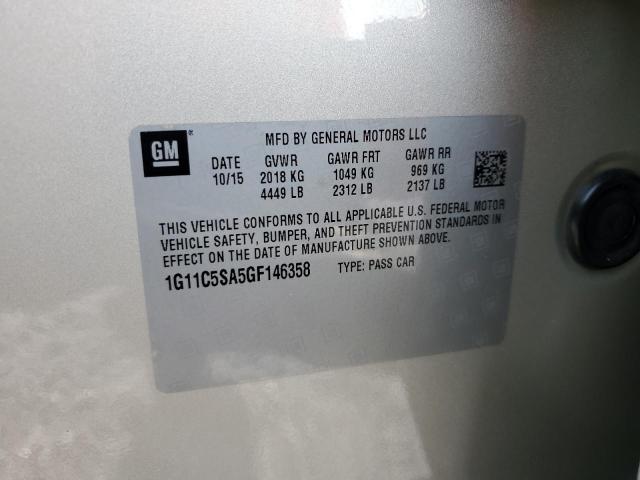 GM ®
MFD BY GENERAL MOTORS LLC
DATE GVWR GAWR FRT GAWR RR
10/15 2018 KG 1049 KG 969 KG
4449 LB 2312 LB 2137 LB
THIS VEHICLE CONFORMS TO ALL APPLICABLE U.S. FEDERAL MOTOR
VEHICLE SAFETY, BUMPER, AND THEFT PREVENTION STANDARDS IN
EFFECT ON THE DATE OF MANUFACTURE SHOWN ABOVE.
1G11C5SA5GF146358 TYPE: PASS CAR